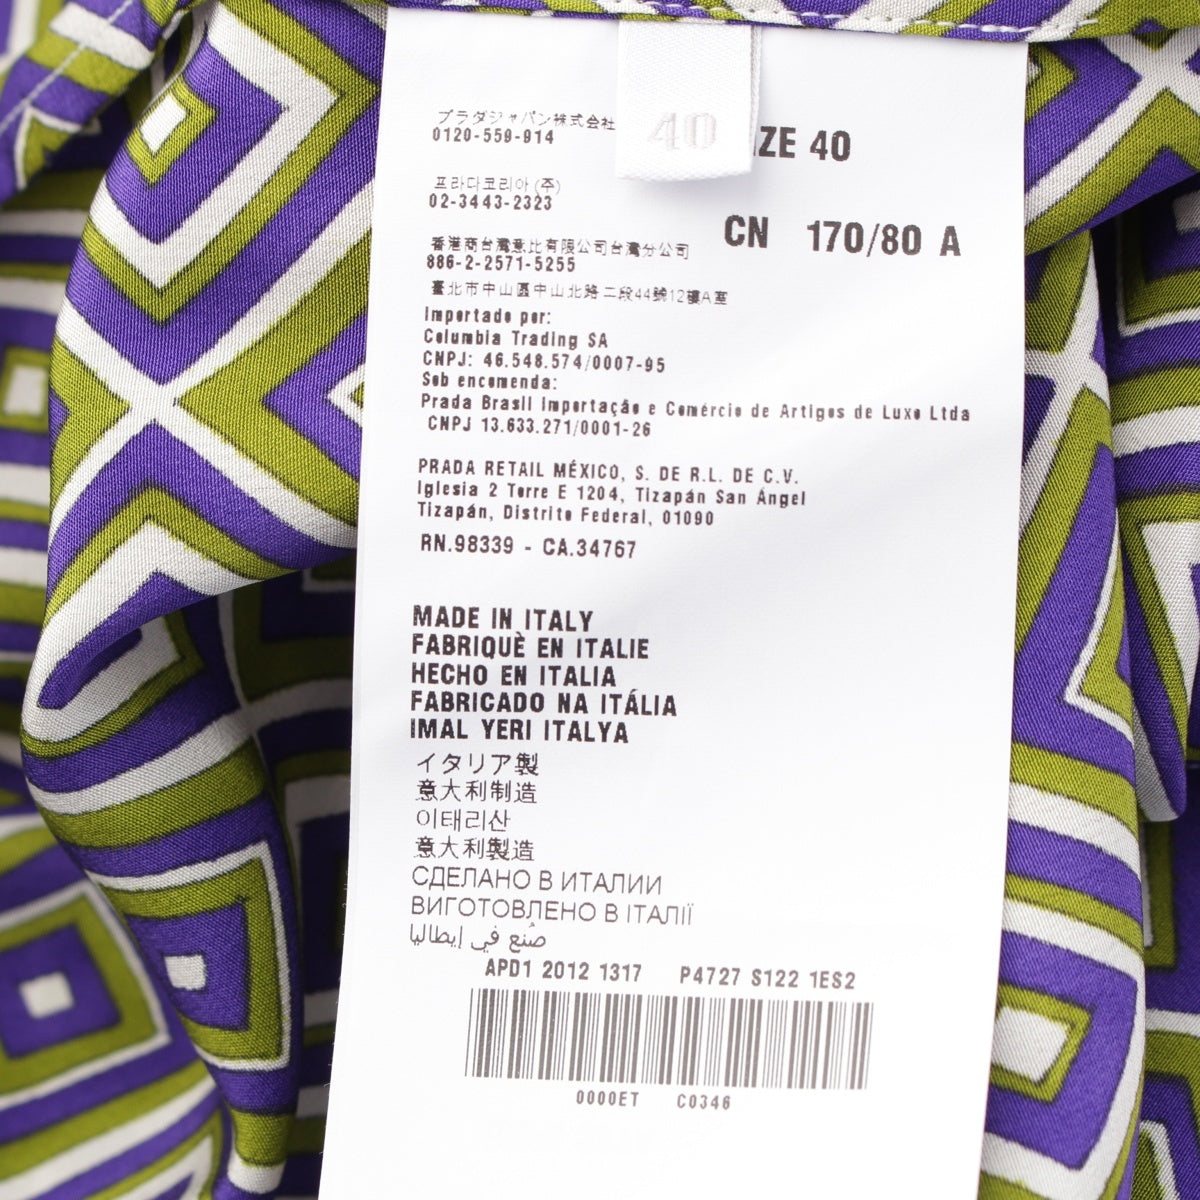 プラダジャパン株式会社
0120-559-914
40
IZE 40
프라다코리아 (주)
02-3443-2323
CN 170/80 A
香港商台灣意比有限公司台灣分公司
886-2-2571-5255
臺北市中山區中山北路二段44號12樓A室
Importado por:
Columbia Trading SA
CNPJ: 46.548.574/0007-95
Sob encomenda:
Prada Brasil Importação e Comércio de Artigos de Luxo Ltda
CNPJ 13.633.271/0001-26
PRADA RETAIL MÉXICO, S. DE R.L. DE C.V.
Iglesia 2 Torre E 1204, Tizapán San Ángel
Tizapán, Distrito Federal, 01090
RN.98339 - CA.34767
MADE IN ITALY
FABRIQUÈ EN ITALIE
HECHO EN ITALIA
FABRICADO NA ITÁLIA
IMAL YERI ITALYA
イタリア製
意大利制造
이태리산
意大利製造
СДЕЛАНО В ИТАЛИИ
ВИГОТОВЛЕНО В ІТАЛІЇ
صُنع في إيطاليا
APD1 2012 1317 P4727 S122 1ES2
0000ET C0346